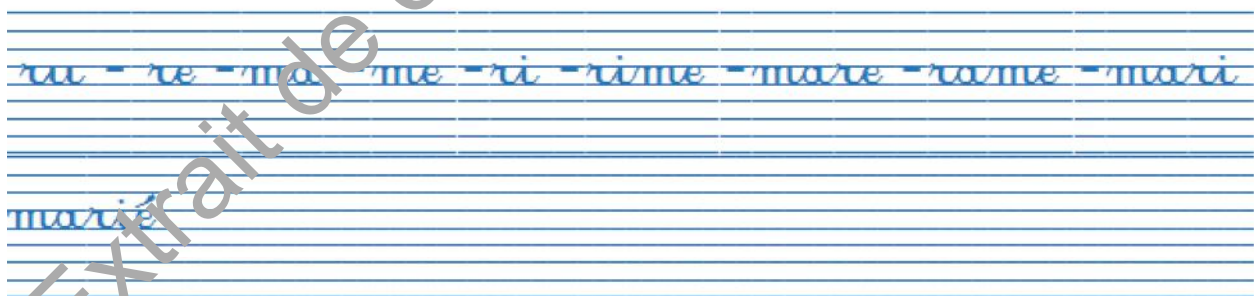 ru - re - ma - me - ri - rime - mare - rame - mari
marié
Extrait de